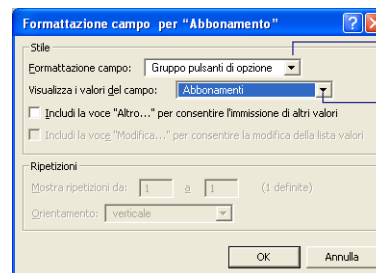 Formattazione campo per “Abbonamento”
Stile
Formattazione campo: Gruppo pulsanti di opzione
Visualizza i valori del campo: Abbonamenti
Includi la voce "Altro..." per consentire l'immissione di altri valori
Includi la voce "Modifica..." per consentire la modifica della lista valori
Ripetizioni
Mostra ripetizioni da: 1 a 1 (1 definite)
Orientamento: verticale
OK Annulla